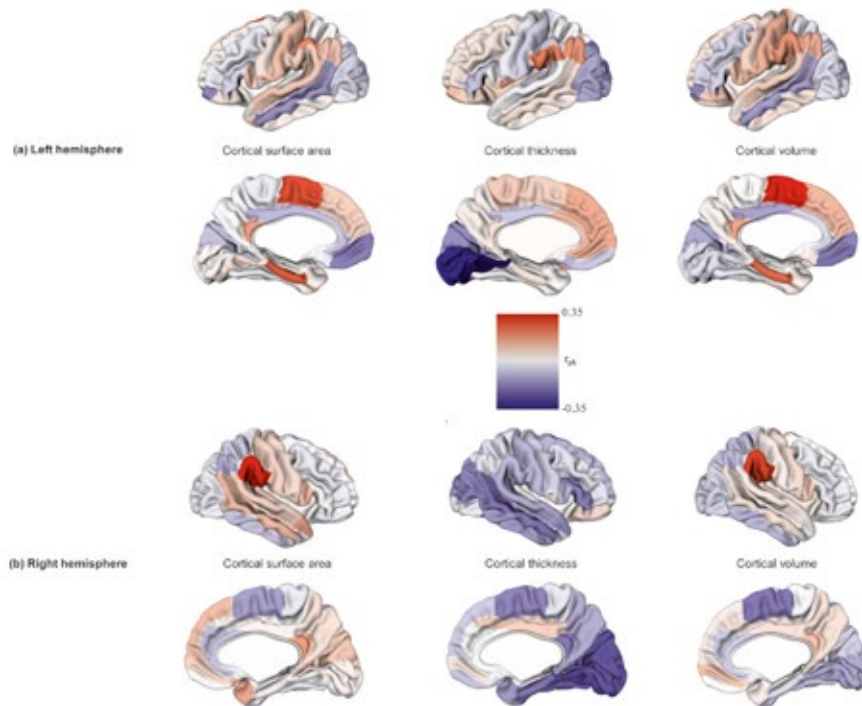 (a) Left hemisphere Cortical surface area Cortical thickness Cortical volume
0.35
r
-0.35
(b) Right hemisphere Cortical surface area Cortical thickness Cortical volume